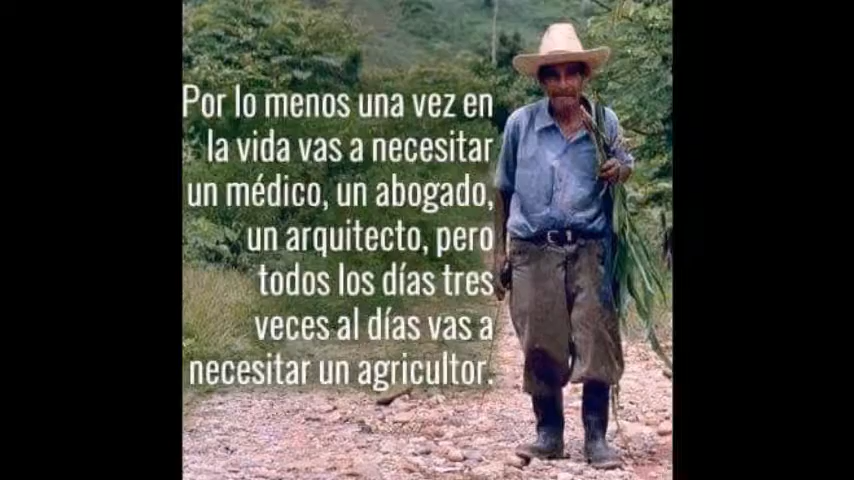 Por lo menos una vez en
la vida vas a necesitar
un médico, un abogado,
un arquitecto, pero
todos los días tres
veces al días vas a
necesitar un agricultor.